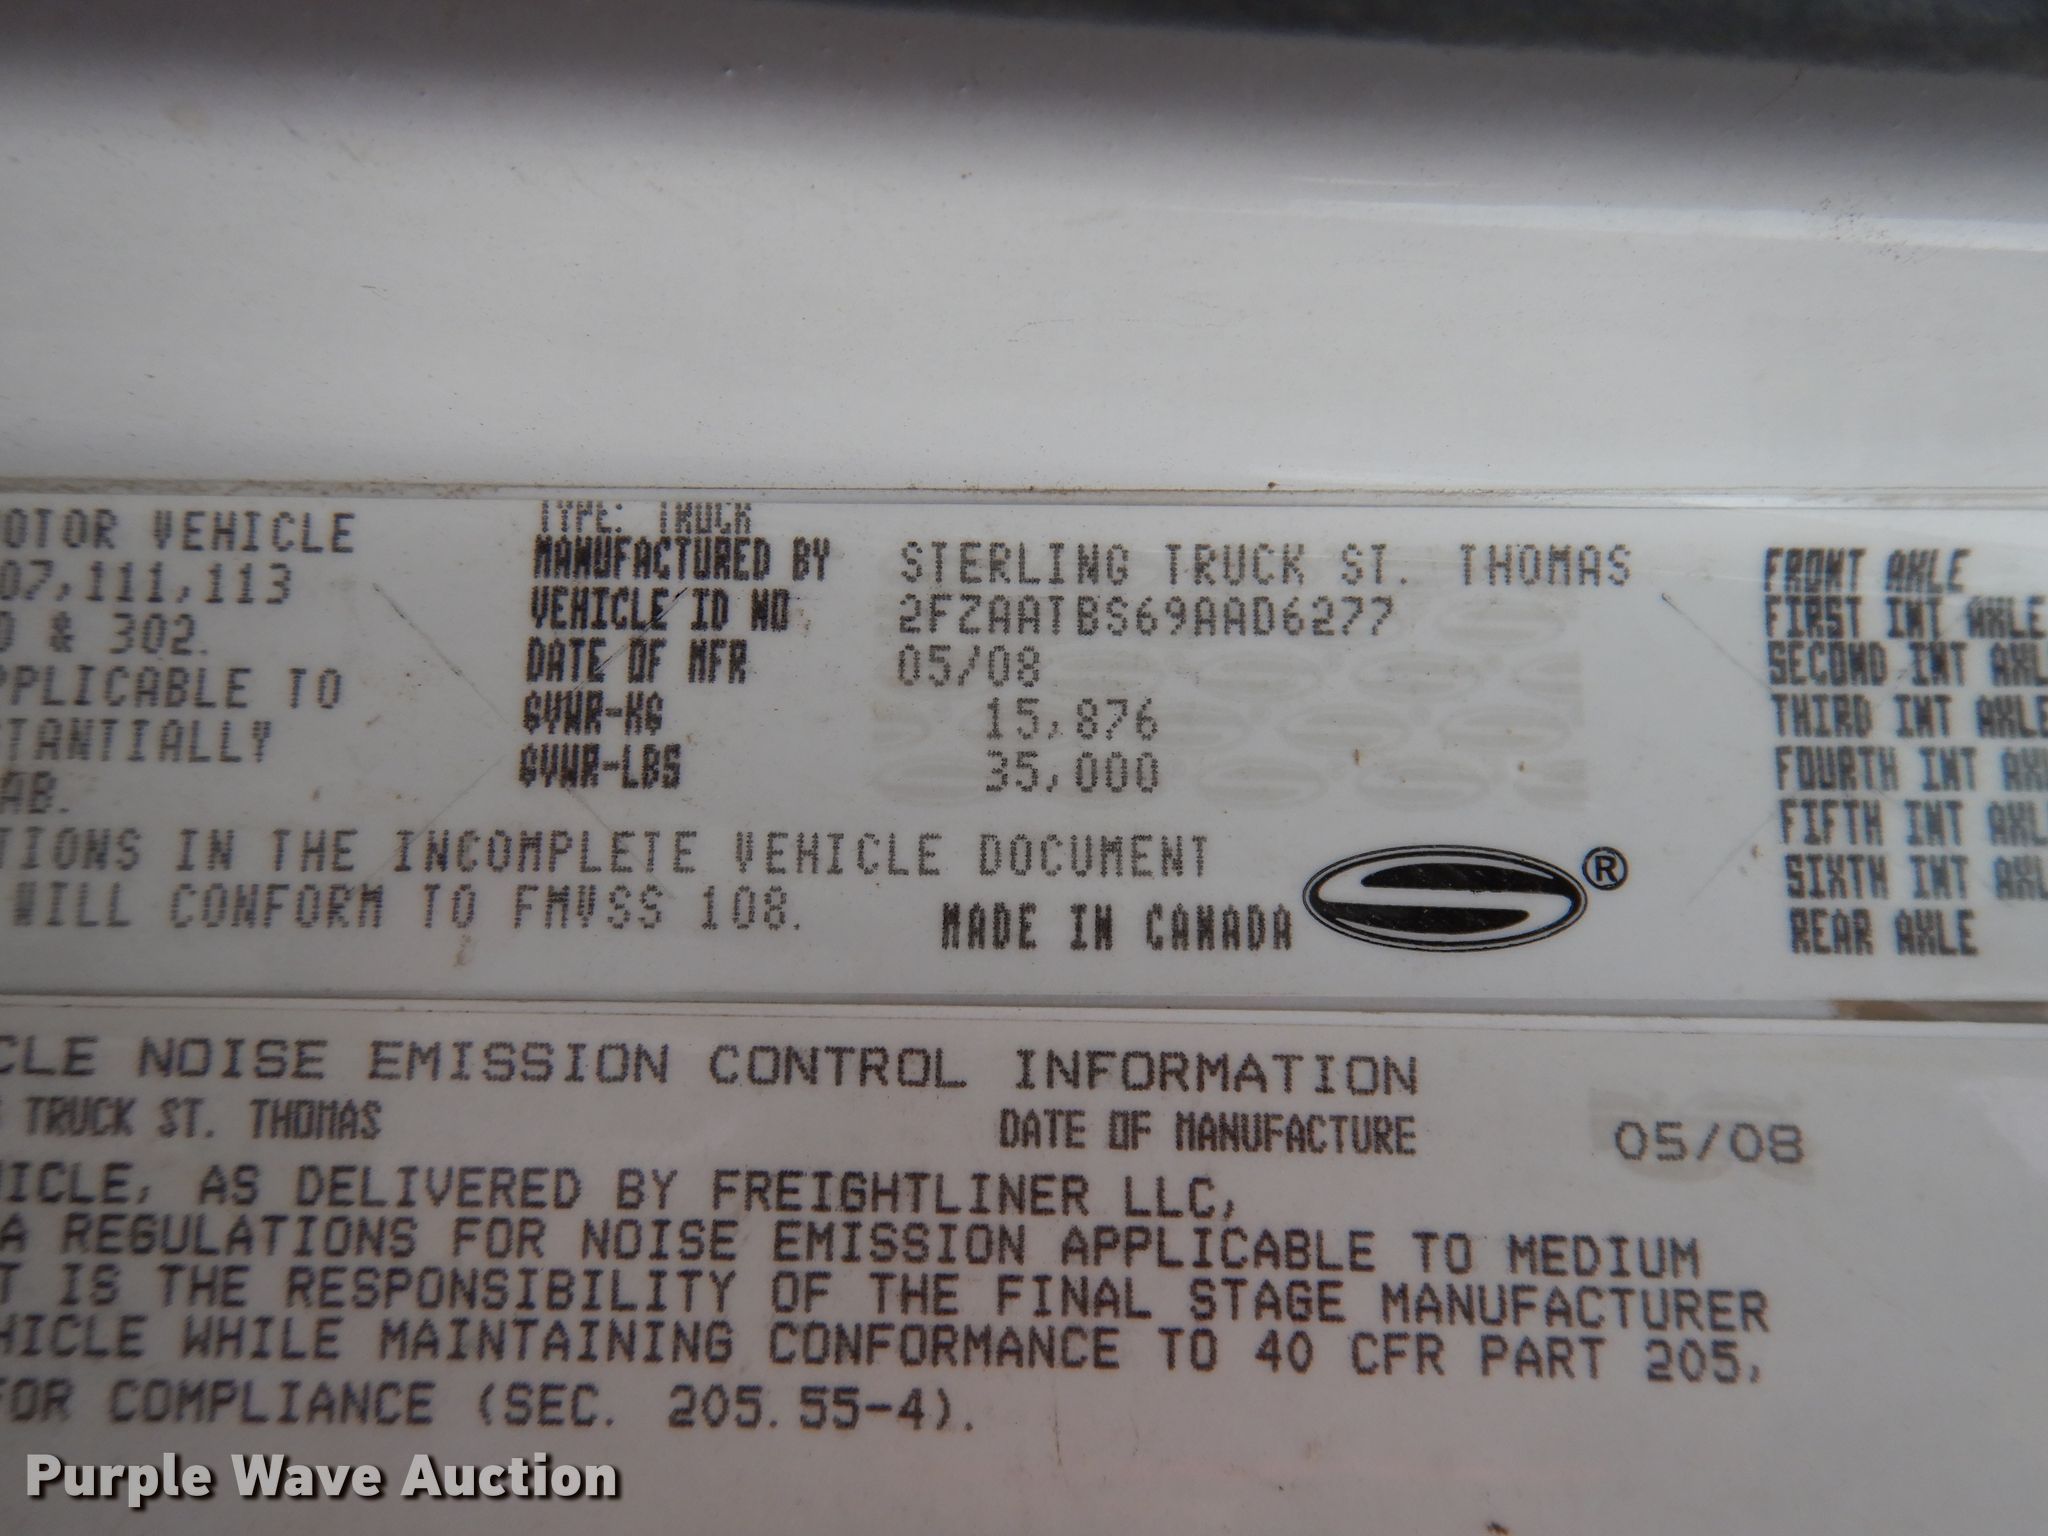 TYPE: TRUCK
OTOR VEHICLE
MANUFACTURED BY STERLING TRUCK ST. THOMAS
FRONT AXLE
07,111,113
VEHICLE ID NO 2FZAATBS69AAD6277
FIRST INT AXLE
& 302.
DATE OF MFR 05/08
SECOND INT AXL
PPLICABLE TO
GVWR-KG 15,876
THIRD INT AXLE
STANTIALLY
GVWR-LBS 35,000
FOURTH INT AX
AB.
FIFTH INT AXL
TIONS IN THE INCOMPLETE VEHICLE DOCUMENT
SIXTH INT AXL
WILL CONFORM TO FMVSS 108.
MADE IN CANADA ®
REAR AXLE
CLE NOISE EMISSION CONTROL INFORMATION
TRUCK ST. THOMAS DATE OF MANUFACTURE 05/08
HICLE, AS DELIVERED BY FREIGHTLINER LLC,
A REGULATIONS FOR NOISE EMISSION APPLICABLE TO MEDIUM
T IS THE RESPONSIBILITY OF THE FINAL STAGE MANUFACTURER
HICLE WHILE MAINTAINING CONFORMANCE TO 40 CFR PART 205,
FOR COMPLIANCE (SEC. 205.55-4).
Purple Wave Auction